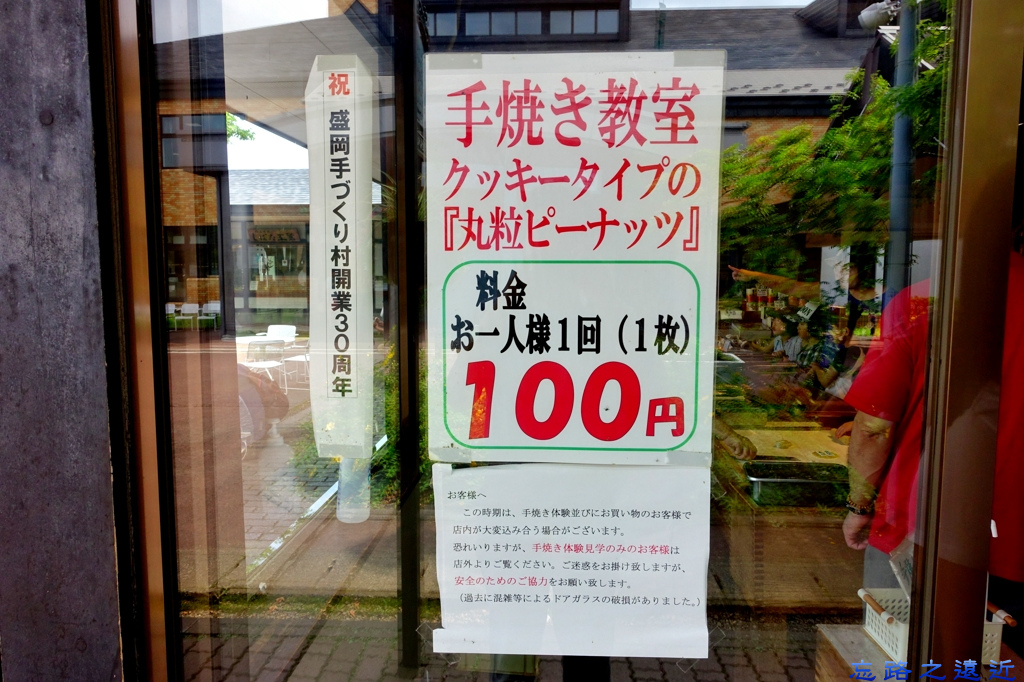 祝 盛岡手づくり村開業30周年
手焼き教室
クッキータイプの
『丸粒ピーナッツ』
料金
お一人様1回(1枚)
100円
お客様へ
この時期は、手焼き体験並びにお買い物のお客様で
店内が大変込み合う場合がございます。
恐れいりますが、手焼き体験見学のみのお客様は
店外よりご覧ください。ご迷惑をお掛け致しますが、
安全のためのご協力をお願い致します。
(過去に混雑等によるドアガラスの破損がありました。)
忘路之遠近